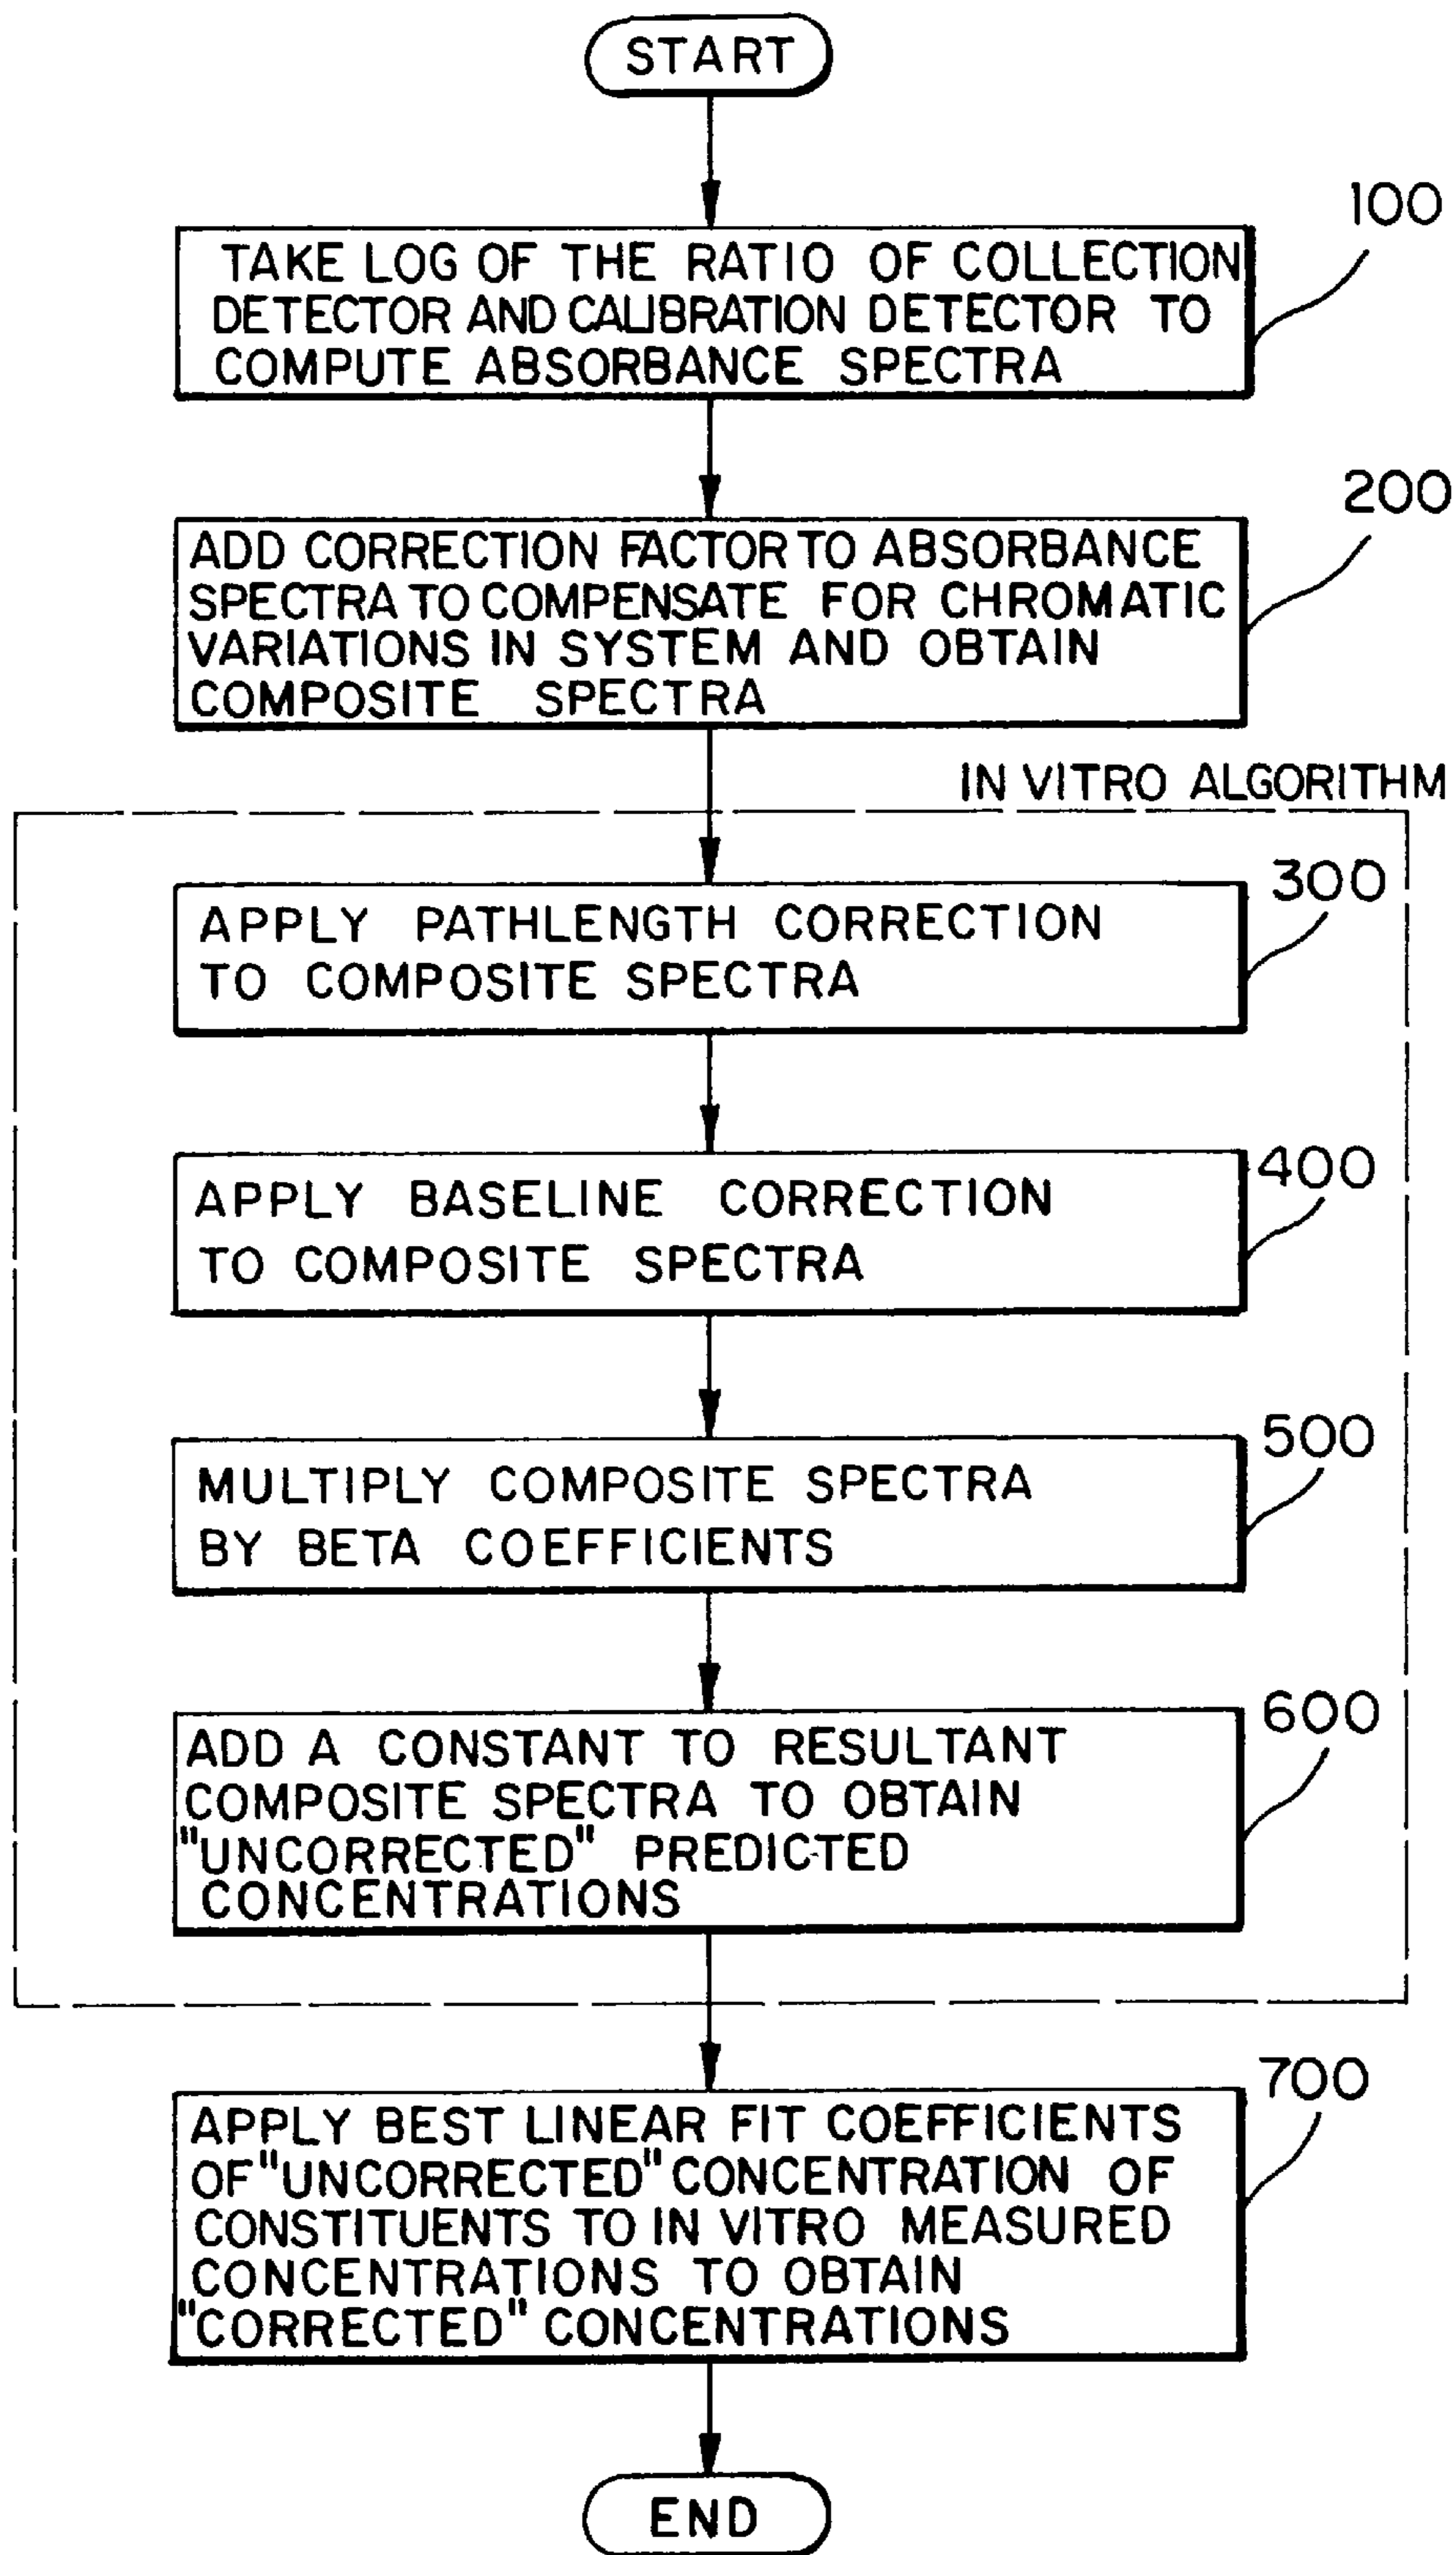 START
100
TAKE LOG OF THE RATIO OF COLLECTION
DETECTOR AND CALIBRATION DETECTOR TO
COMPUTE ABSORBANCE SPECTRA
200
ADD CORRECTION FACTOR TO ABSORBANCE
SPECTRA TO COMPENSATE FOR CHROMATIC
VARIATIONS IN SYSTEM AND OBTAIN
COMPOSITE SPECTRA
IN VITRO ALGORITHM
300
APPLY PATHLENGTH CORRECTION
TO COMPOSITE SPECTRA
400
APPLY BASELINE CORRECTION
TO COMPOSITE SPECTRA
500
MULTIPLY COMPOSITE SPECTRA
BY BETA COEFFICIENTS
600
ADD A CONSTANT TO RESULTANT
COMPOSITE SPECTRA TO OBTAIN
"UNCORRECTED" PREDICTED
CONCENTRATIONS
700
APPLY BEST LINEAR FIT COEFFICIENTS
OF "UNCORRECTED" CONCENTRATION OF
CONSTITUENTS TO IN VITRO MEASURED
CONCENTRATIONS TO OBTAIN
"CORRECTED" CONCENTRATIONS
END